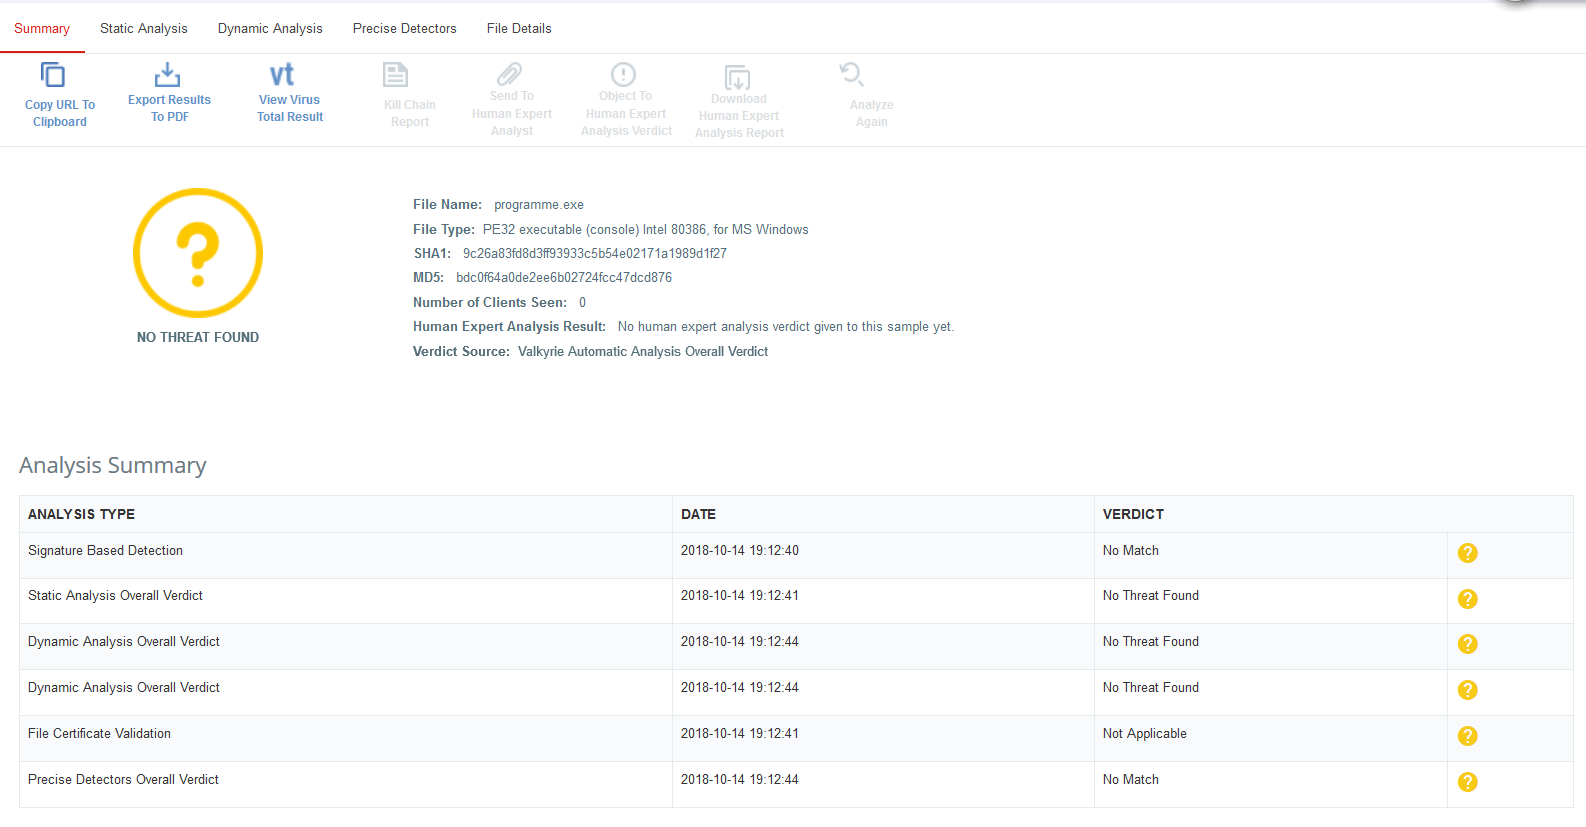 Summary Static Analysis Dynamic Analysis Precise Detectors File Details
Copy URL To
Clipboard
Export Results
To PDF
vt
View Virus
Total Result
Kill Chain
Report
Send To
Human Expert
Analyst
Object To
Human Expert
Analysis Verdict
Download
Human Expert
Analysis Report
Analyze
Again
?
NO THREAT FOUND
File Name: programme.exe
File Type: PE32 executable (console) Intel 80386, for MS Windows
SHA1: 9c26a83fd8d3ff93933c5b54e02171a1989d1f27
MD5: bdc0f64a0de2ee6b02724fcc47dcd876
Number of Clients Seen: 0
Human Expert Analysis Result: No human expert analysis verdict given to this sample yet.
Verdict Source: Valkyrie Automatic Analysis Overall Verdict
Analysis Summary
ANALYSIS TYPE DATE VERDICT
Signature Based Detection 2018-10-14 19:12:40 No Match ?
Static Analysis Overall Verdict 2018-10-14 19:12:41 No Threat Found ?
Dynamic Analysis Overall Verdict 2018-10-14 19:12:44 No Threat Found ?
Dynamic Analysis Overall Verdict 2018-10-14 19:12:44 No Threat Found ?
File Certificate Validation 2018-10-14 19:12:41 Not Applicable ?
Precise Detectors Overall Verdict 2018-10-14 19:12:44 No Match ?